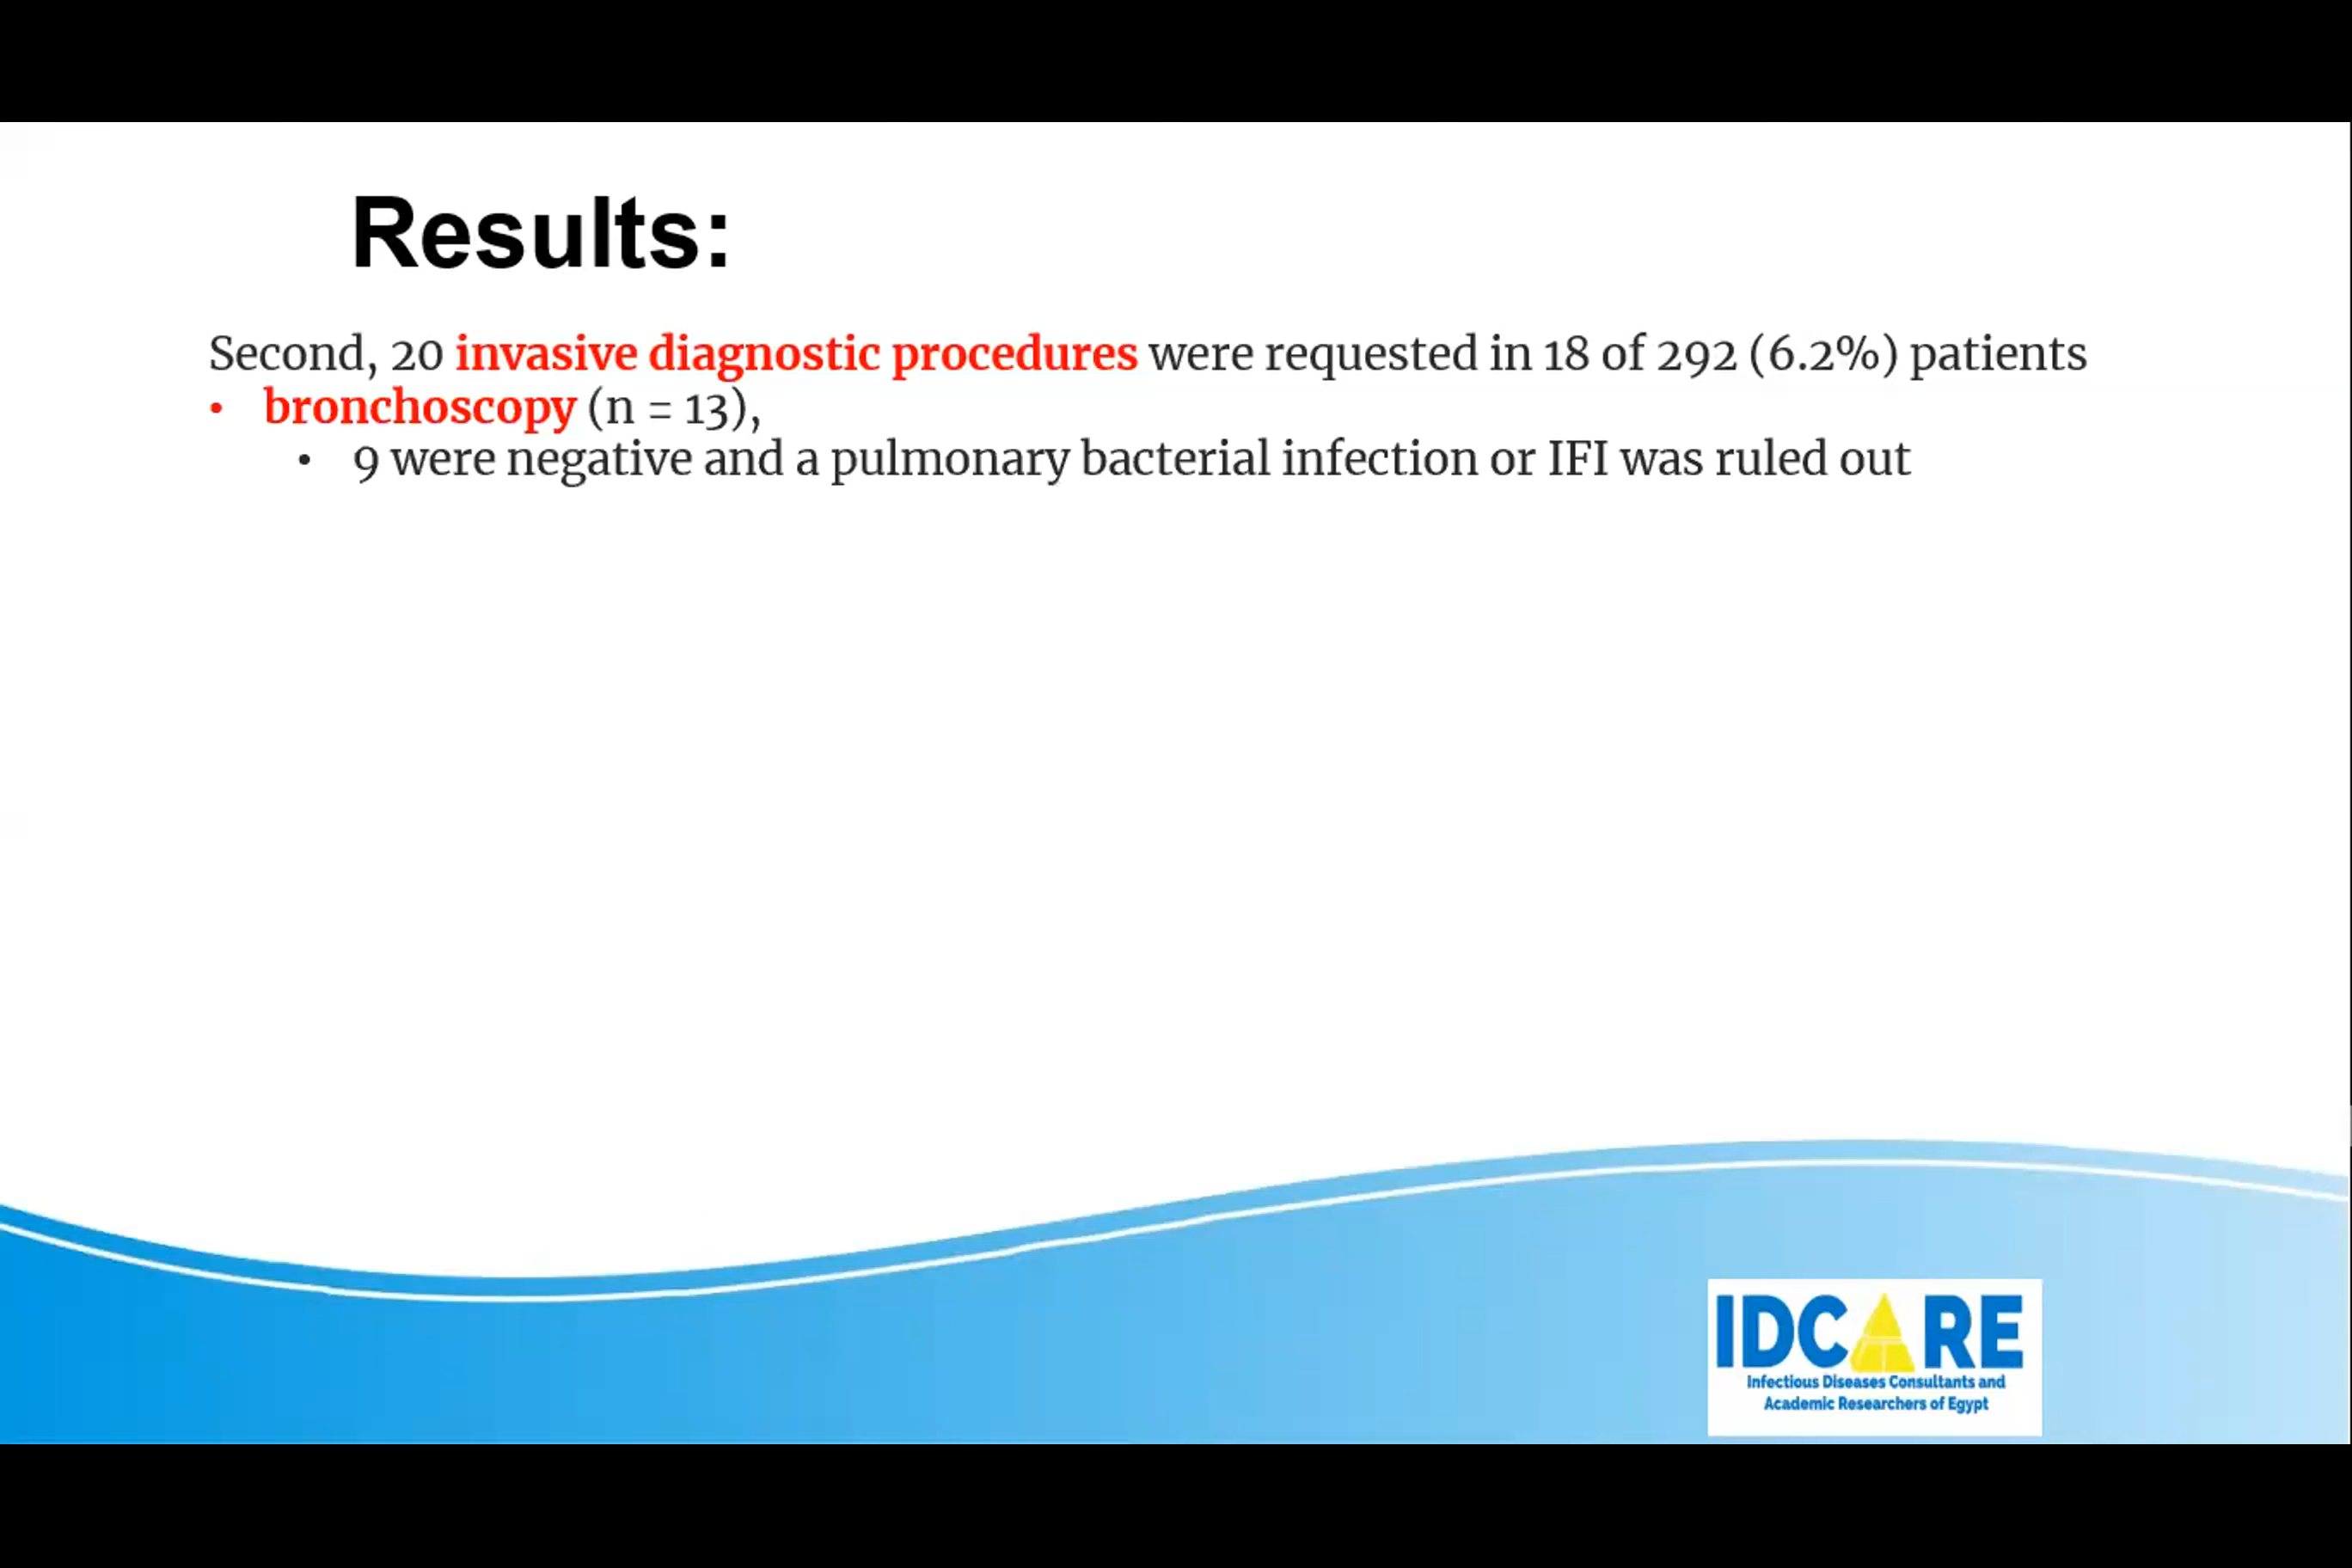 Results:
Second, 20 invasive diagnostic procedures were requested in 18 of 292 (6.2%) patients
• bronchoscopy (n = 13),
• 9 were negative and a pulmonary bacterial infection or IFI was ruled out
IDCARE
Infectious Diseases Consultants and
Academic Researchers of Egypt